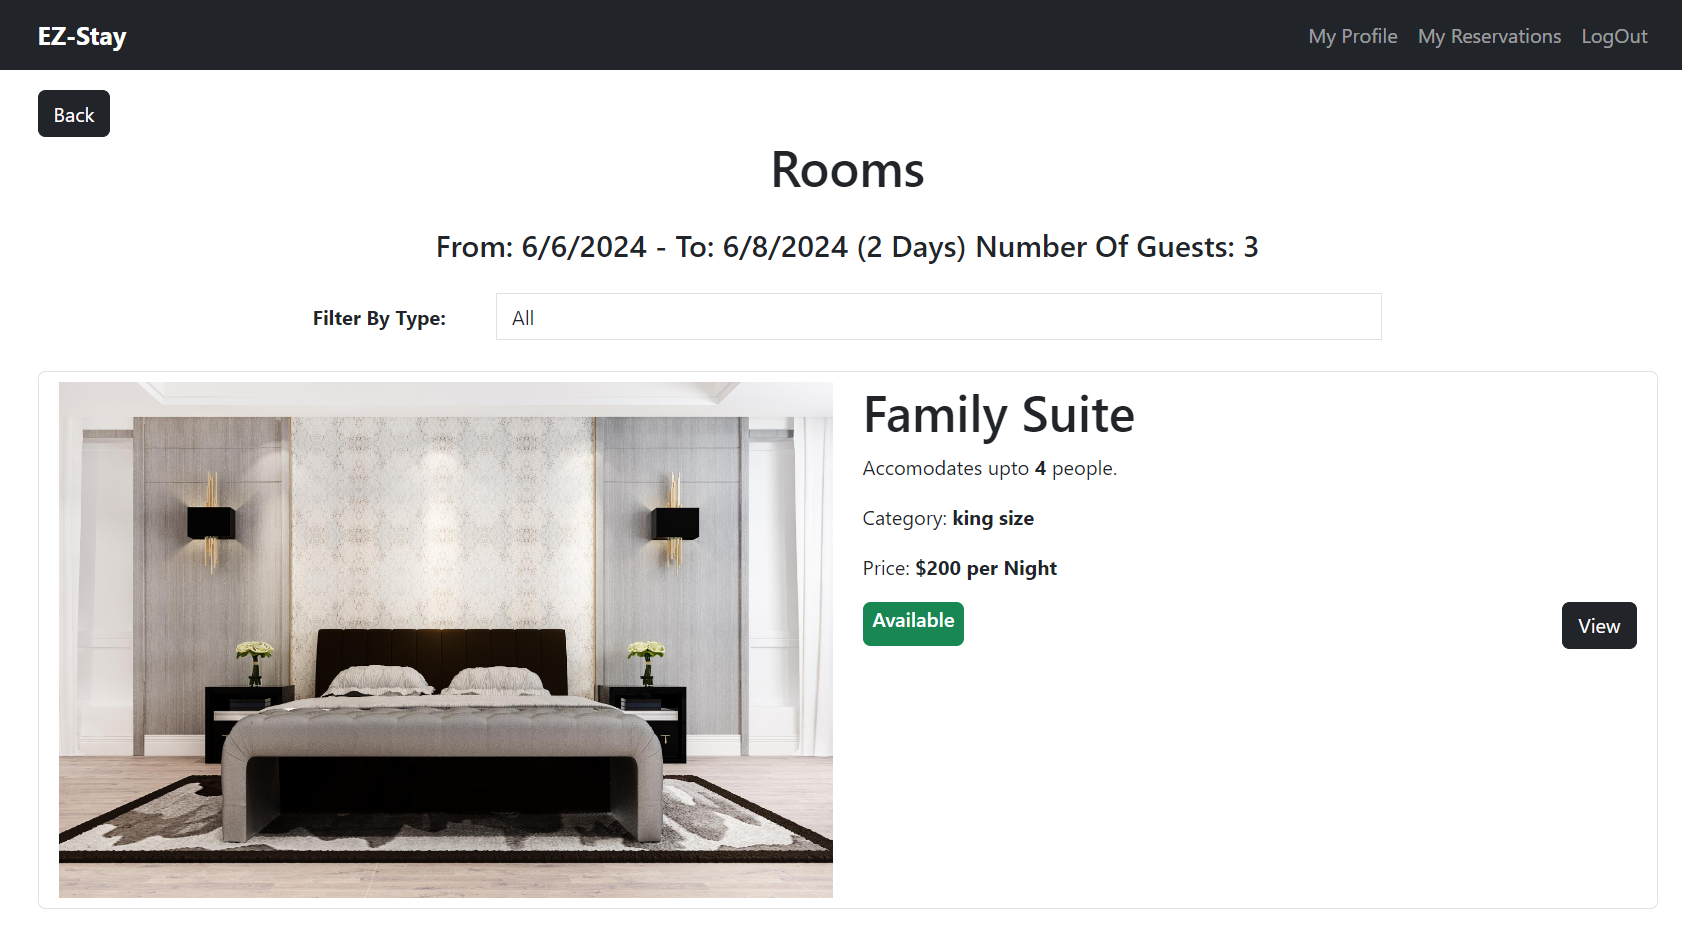 EZ-Stay My Profile My Reservations LogOut
Back
Rooms
From: 6/6/2024 - To: 6/8/2024 (2 Days) Number Of Guests: 3
Filter By Type: All
Family Suite
Accomodates upto 4 people.
Category: king size
Price: $200 per Night
Available View